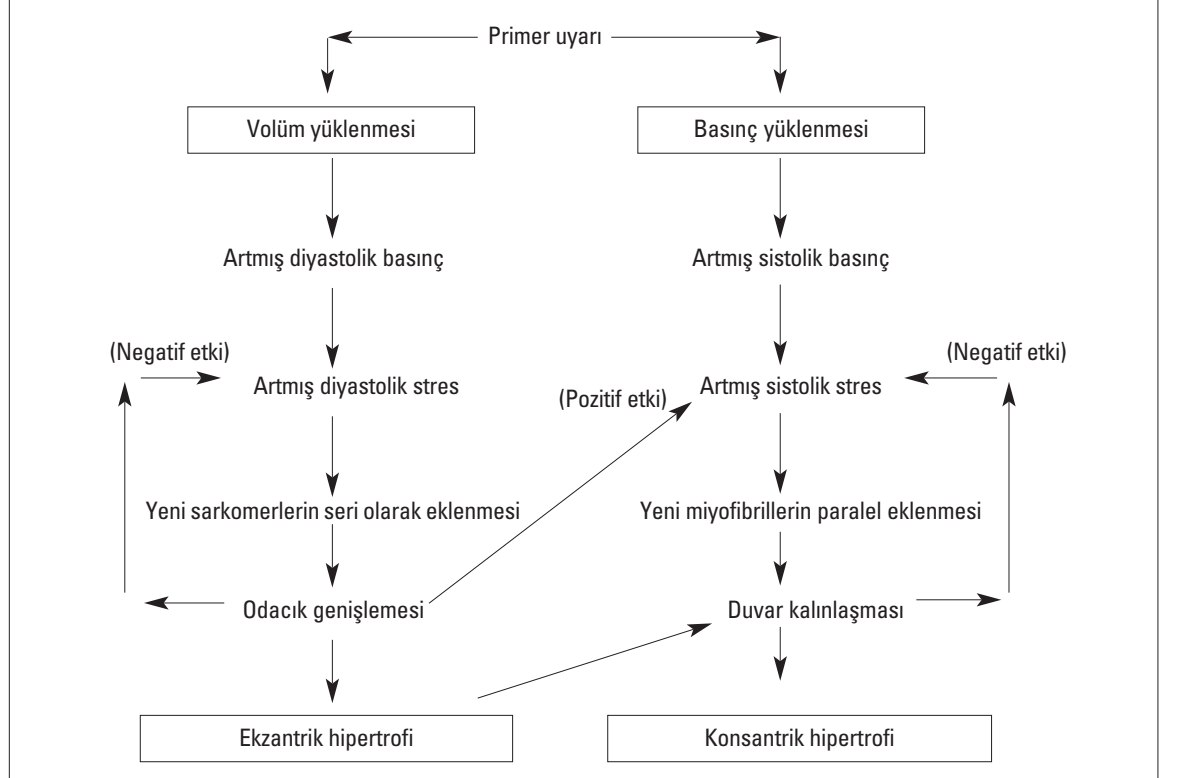 Primer uyarı
Volüm yüklenmesi
Basınç yüklenmesi
Artmış diyastolik basınç
Artmış sistolik basınç
(Negatif etki)
(Negatif etki)
Artmış diyastolik stres
(Pozitif etki)
Artmış sistolik stres
Yeni sarkomerlerin seri olarak eklenmesi
Yeni miyofibrillerin paralel eklenmesi
Odacık genişlemesi
Duvar kalınlaşması
Ekzantrik hipertrofi
Konsantrik hipertrofi